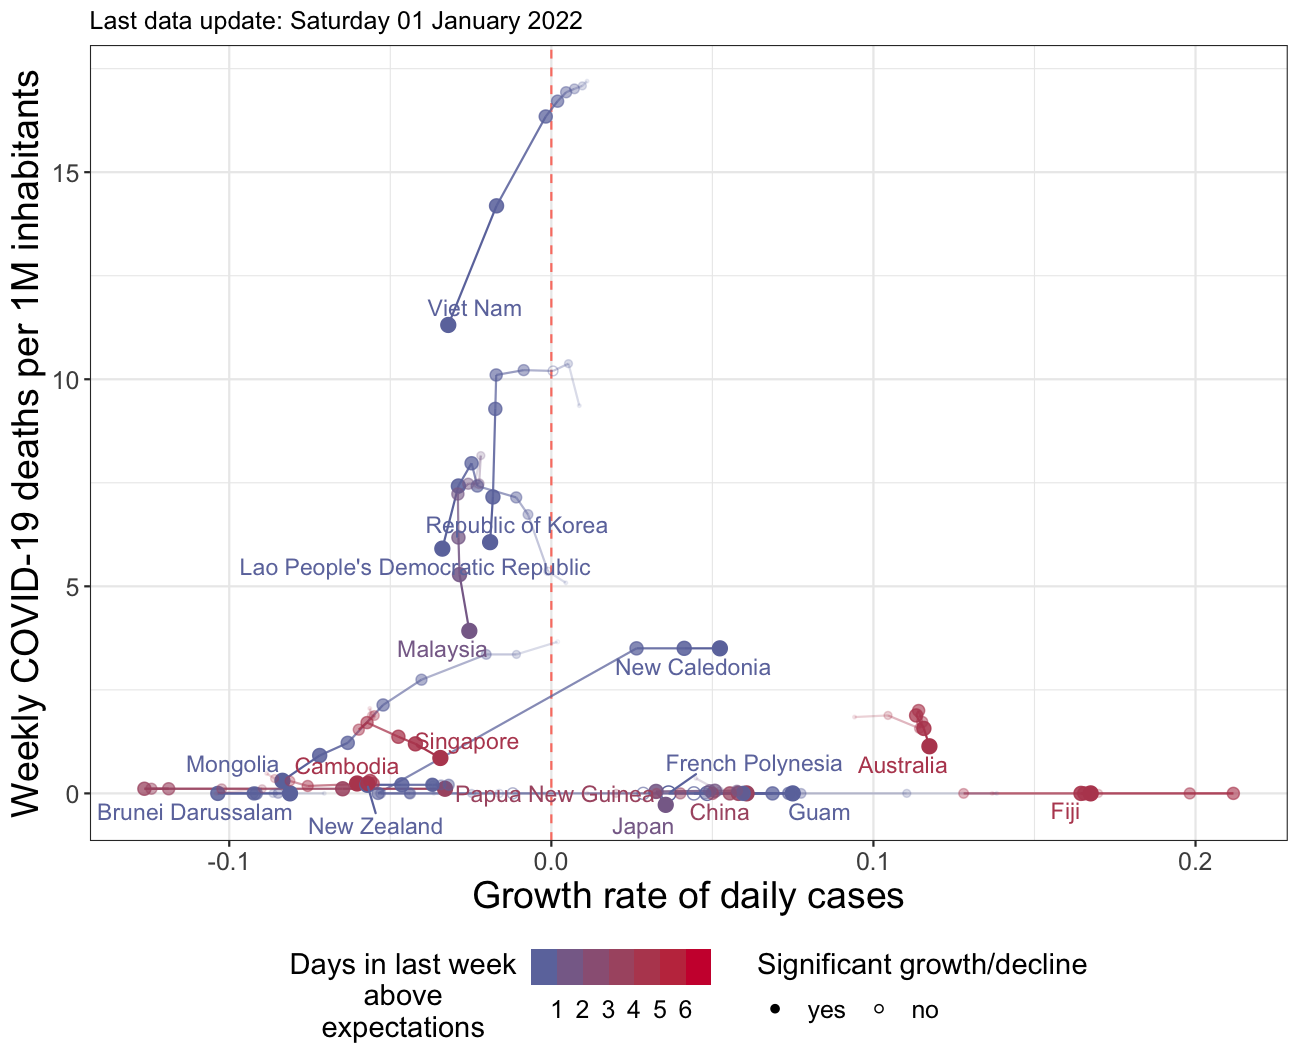 Last data update: Saturday 01 January 2022
Weekly COVID-19 deaths per 1M inhabitants
15
10
5
0
Viet Nam
Republic of Korea
Lao People's Democratic Republic
Malaysia
New Caledonia
Singapore
Mongolia
Cambodia
French Polynesia
Australia
Papua New Guinea
Brunei Darussalam
New Zealand
Japan
China
Guam
Fiji
-0.1
0.0
0.1
0.2
Growth rate of daily cases
Days in last week
above
expectations
1 2 3 4 5 6
Significant growth/decline
yes no